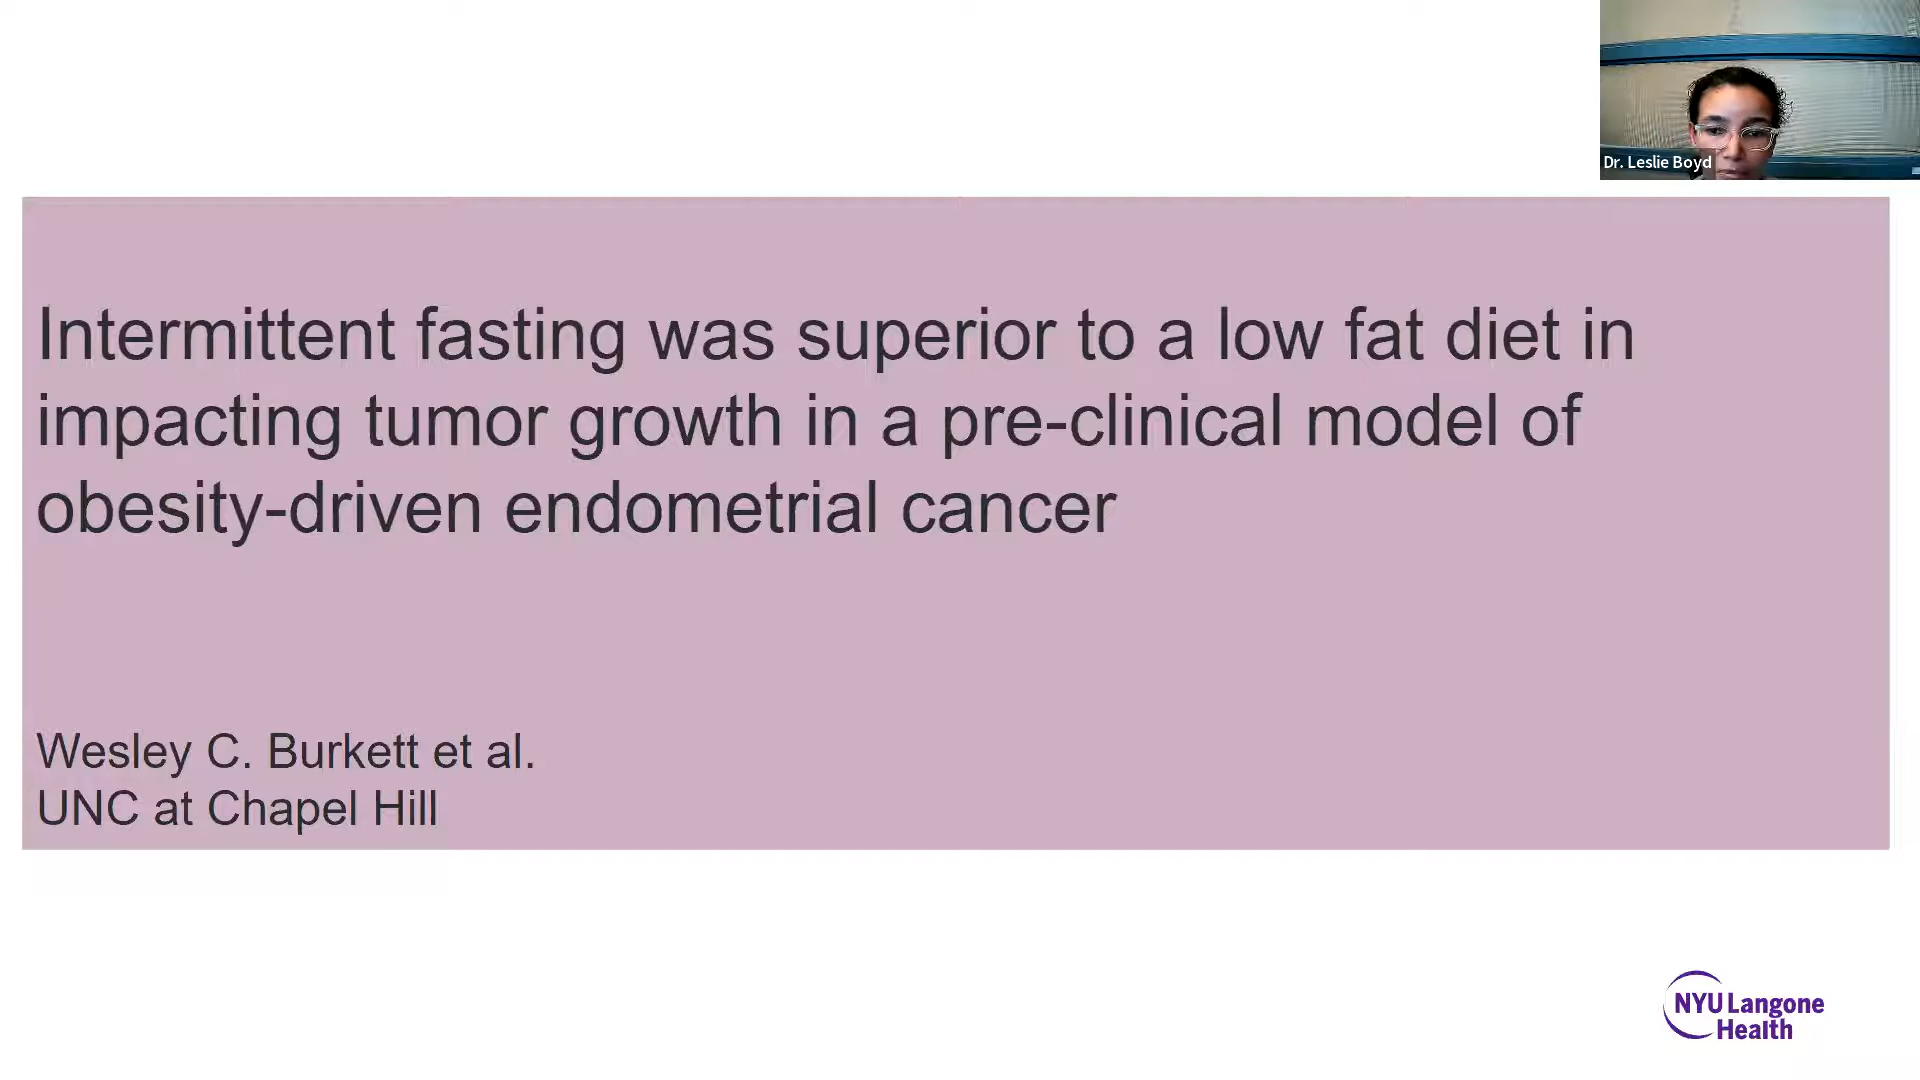 Dr. Leslie Boyd
Intermittent fasting was superior to a low fat diet in
impacting tumor growth in a pre-clinical model of
obesity-driven endometrial cancer
Wesley C. Burkett et al.
UNC at Chapel Hill
NYU Langone
Health